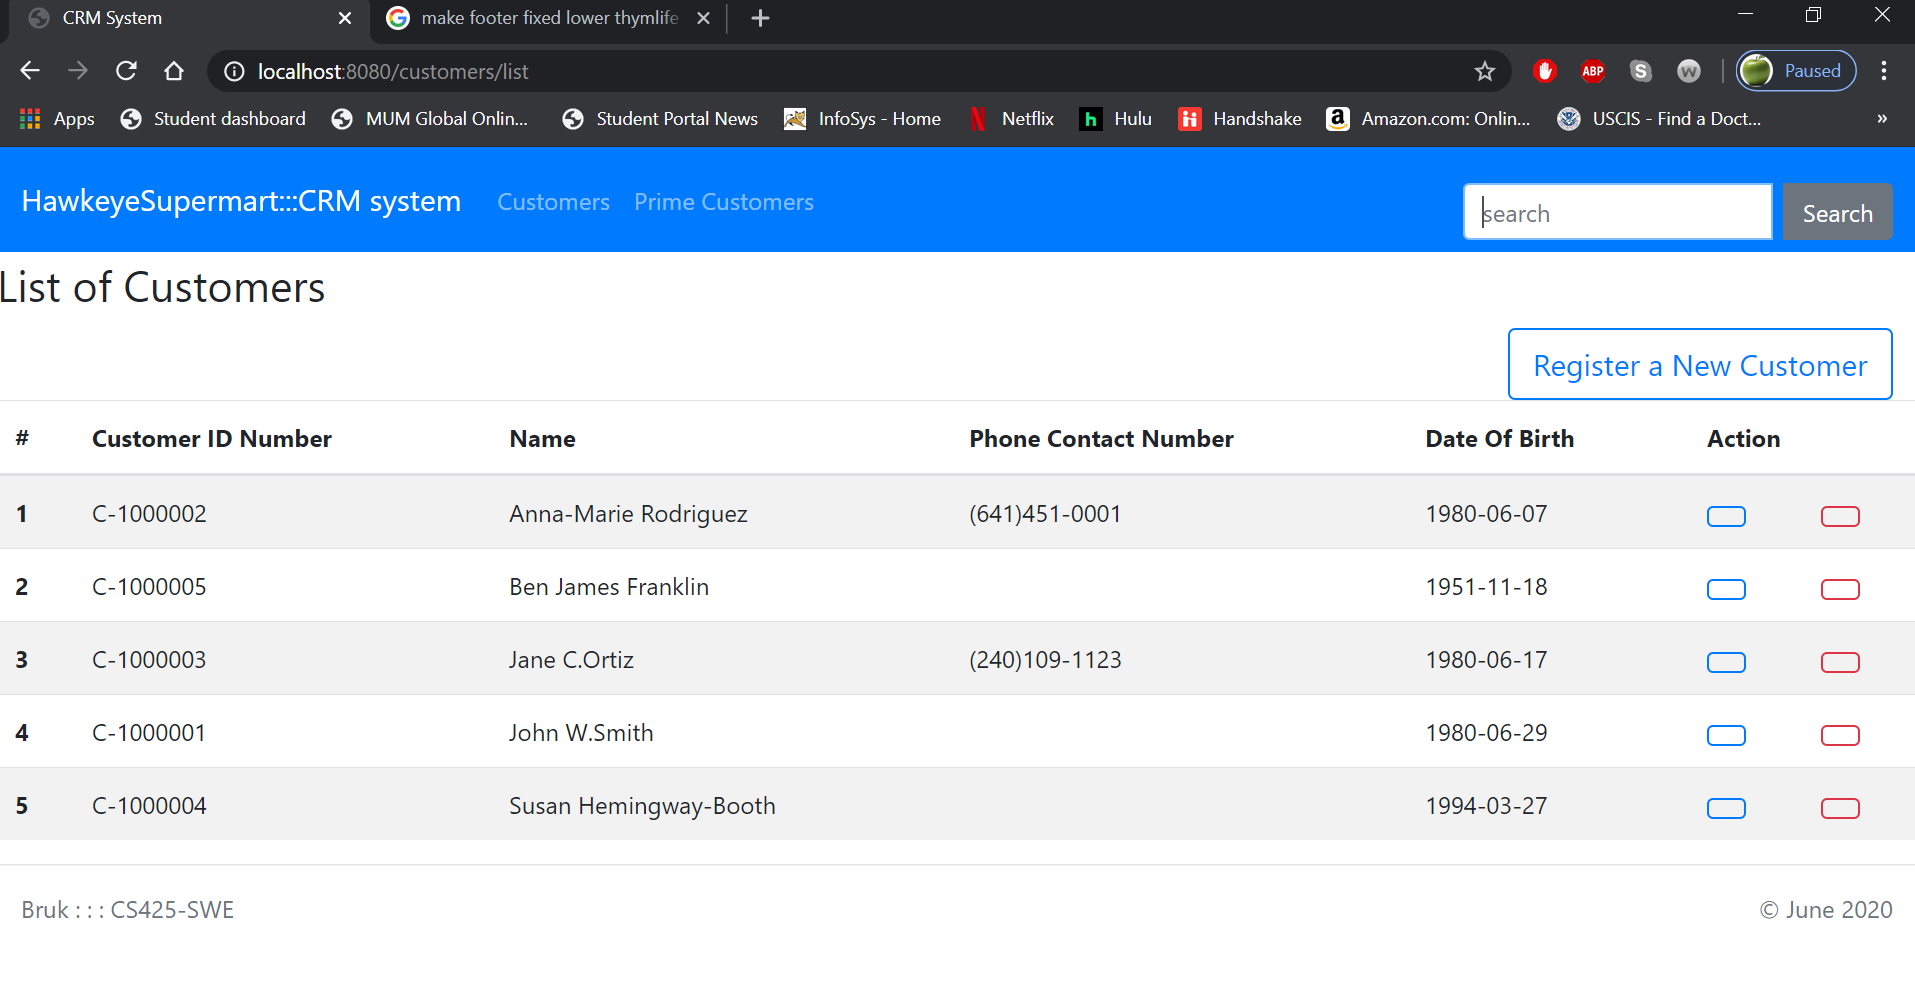 CRM System
make footer fixed lower thymlife
localhost:8080/customers/list
ABP
S
W
Paused
Apps
Student dashboard
MUM Global Onlin...
Student Portal News
InfoSys - Home
N
Netflix
h
Hulu
Handshake
a
Amazon.com: Onlin...
USCIS - Find a Doct...
»
HawkeyeSupermart:::CRM system
Customers
Prime Customers
search
Search
List of Customers
Register a New Customer
# Customer ID Number Name Phone Contact Number Date Of Birth Action
1 C-1000002 Anna-Marie Rodriguez (641)451-0001 1980-06-07
2 C-1000005 Ben James Franklin 1951-11-18
3 C-1000003 Jane C.Ortiz (240)109-1123 1980-06-17
4 C-1000001 John W.Smith 1980-06-29
5 C-1000004 Susan Hemingway-Booth 1994-03-27
Bruk : : : CS425-SWE
© June 2020